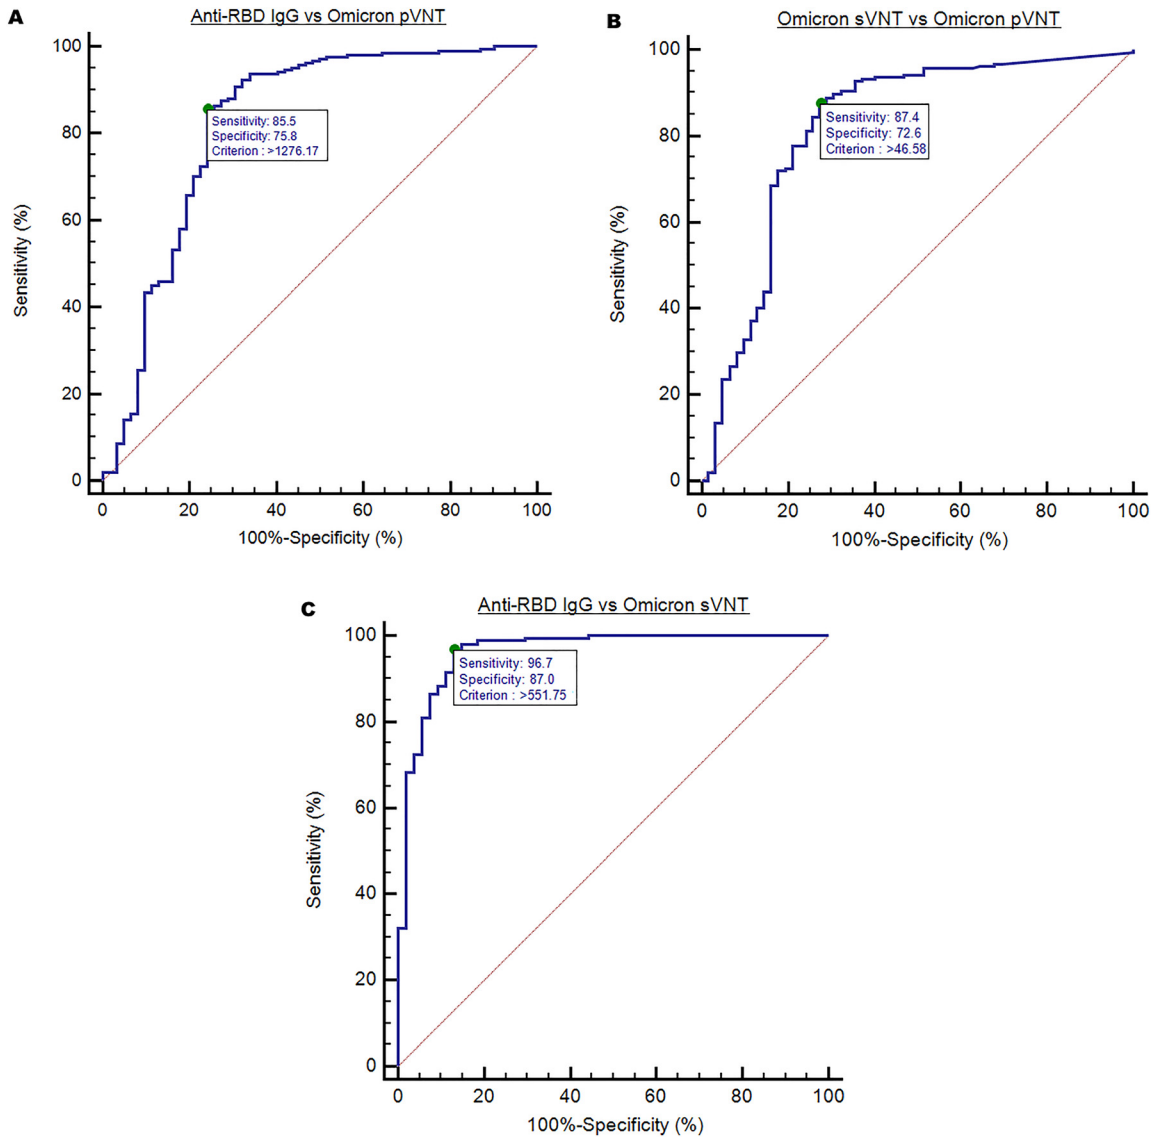 A
Anti-RBD IgG vs Omicron pVNT
100
80
60
40
20
0
Sensitivity (%)
Sensitivity: 85.5
Specificity: 75.8
Criterion : >1276.17
0 20 40 60 80 100
100%-Specificity (%)
B
Omicron sVNT vs Omicron pVNT
100
80
60
40
20
0
Sensitivity (%)
Sensitivity: 87.4
Specificity: 72.6
Criterion : >46.58
0 20 40 60 80 100
100%-Specificity (%)
C
Anti-RBD IgG vs Omicron sVNT
100
80
60
40
20
0
Sensitivity (%)
Sensitivity: 96.7
Specificity: 87.0
Criterion : >551.75
0 20 40 60 80 100
100%-Specificity (%)